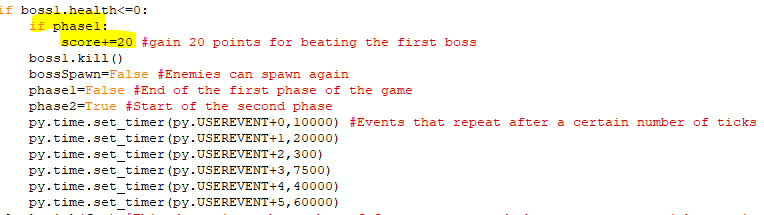 if boss1.health<=0:
if phase1:
score+=20 #gain 20 points for beating the first boss
boss1.kill()
bossSpawn=False #Enemies can spawn again
phase1=False #End of the first phase of the game
phase2=True #Start of the second phase
py.time.set_timer(py.USEREVENT+0,10000) #Events that repeat after a certain number of ticks
py.time.set_timer(py.USEREVENT+1,20000)
py.time.set_timer(py.USEREVENT+2,300)
py.time.set_timer(py.USEREVENT+3,7500)
py.time.set_timer(py.USEREVENT+4,40000)
py.time.set_timer(py.USEREVENT+5,60000)